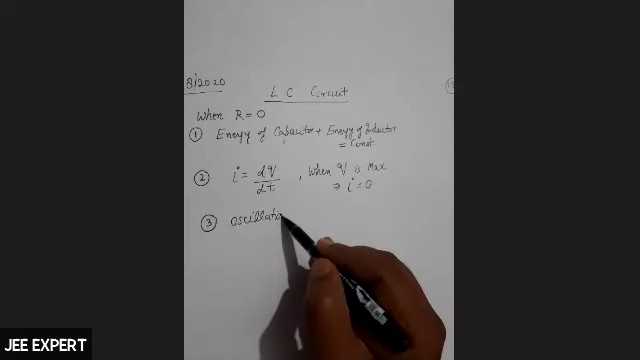 8/2020
L C Circuit
When R = 0
① Energy of Capacitor + Energy of Inductor
= Const.
② i = dq/dt , When q is Max
⇒ i = 0
③ Oscillatio
JEE EXPERT